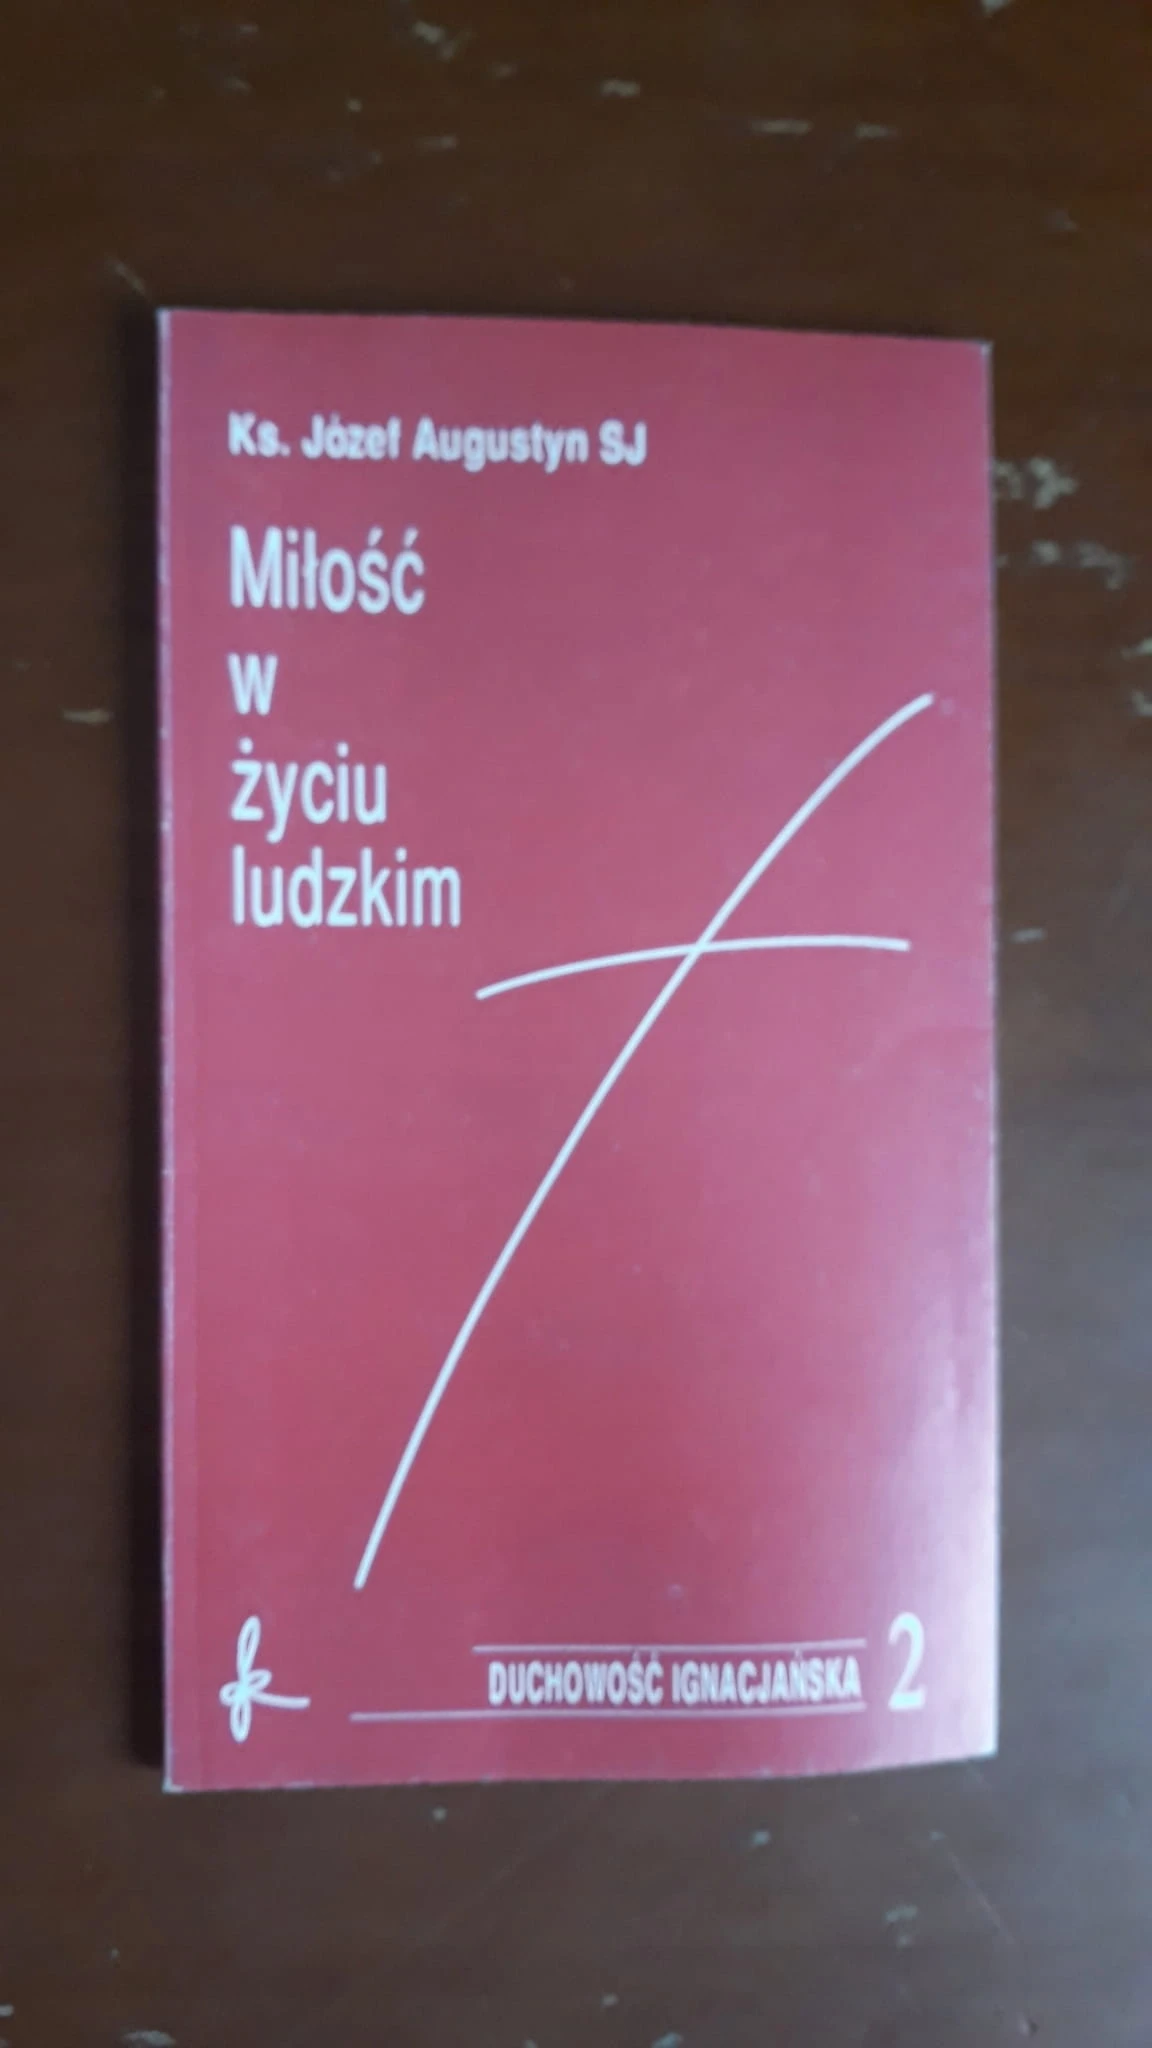 Ks. Józef Augustyn SJ
Miłość
w
życiu
ludzkim
DUCHOWOŚĆ IGNACJAŃSKA 2